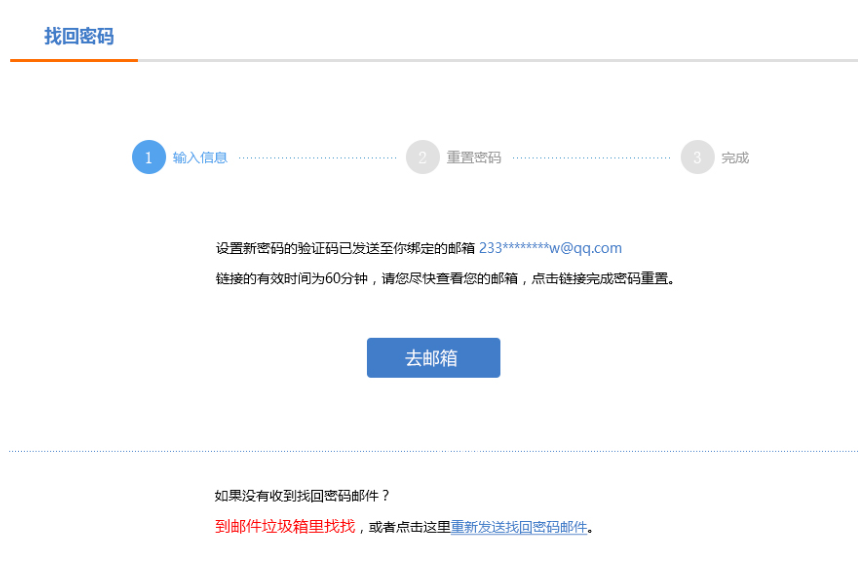 找回密码
1 输入信息 2 重置密码 3 完成
设置新密码的验证码已发送至你绑定的邮箱 233********w@qq.com
链接的有效时间为60分钟，请您尽快查看您的邮箱，点击链接完成密码重置。
去邮箱
如果没有收到找回密码邮件？
到邮件垃圾箱里找找，或者点击这里重新发送找回密码邮件。